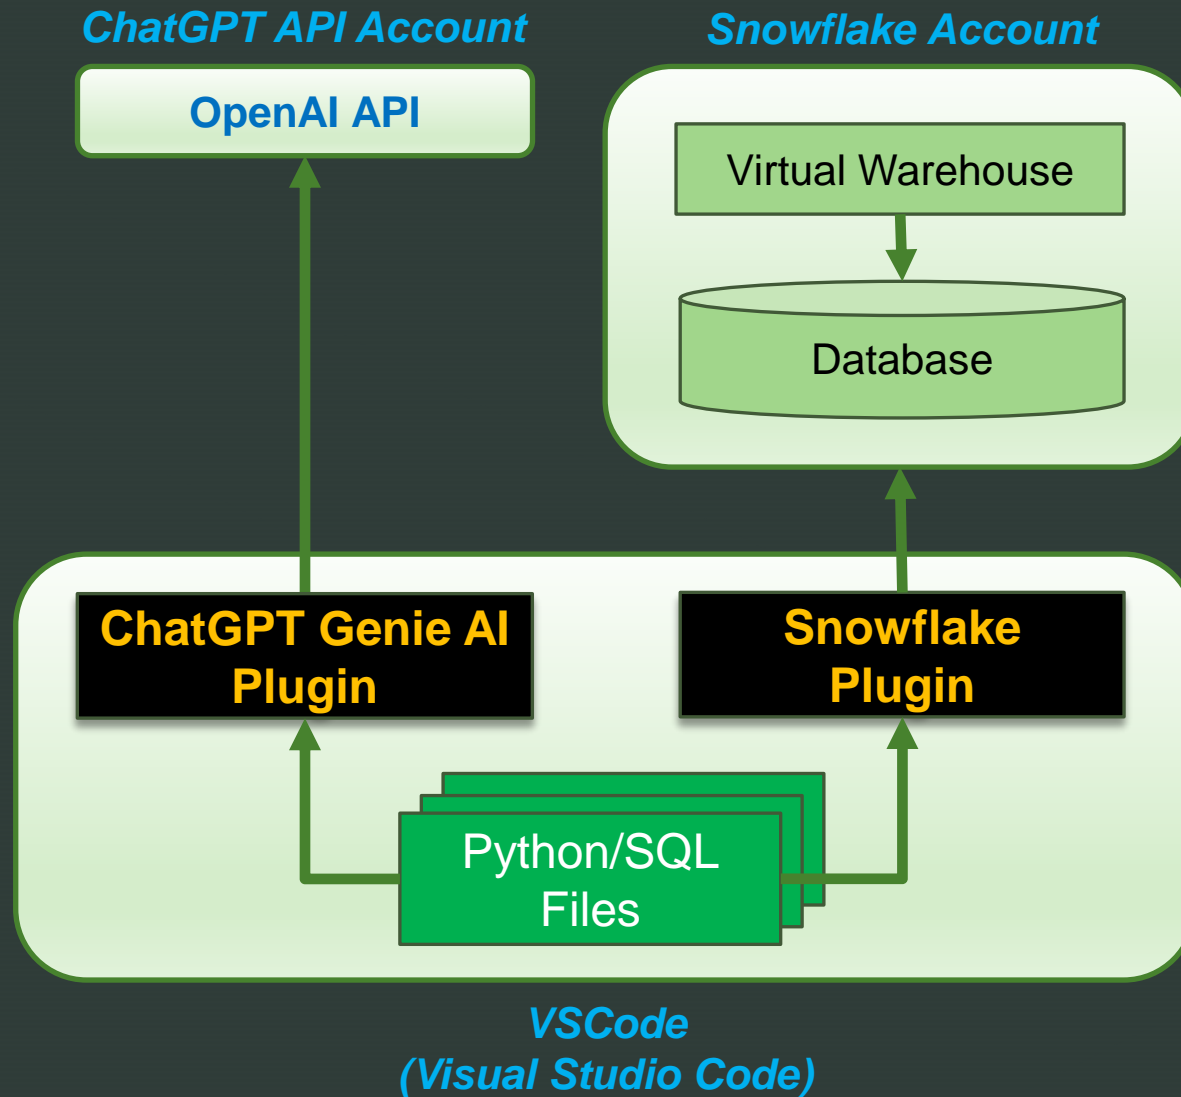 ChatGPT API Account
OpenAI API
Snowflake Account
Virtual Warehouse
Database
ChatGPT Genie AI
Plugin
Snowflake
Plugin
Python/SQL
Files
VSCode
(Visual Studio Code)